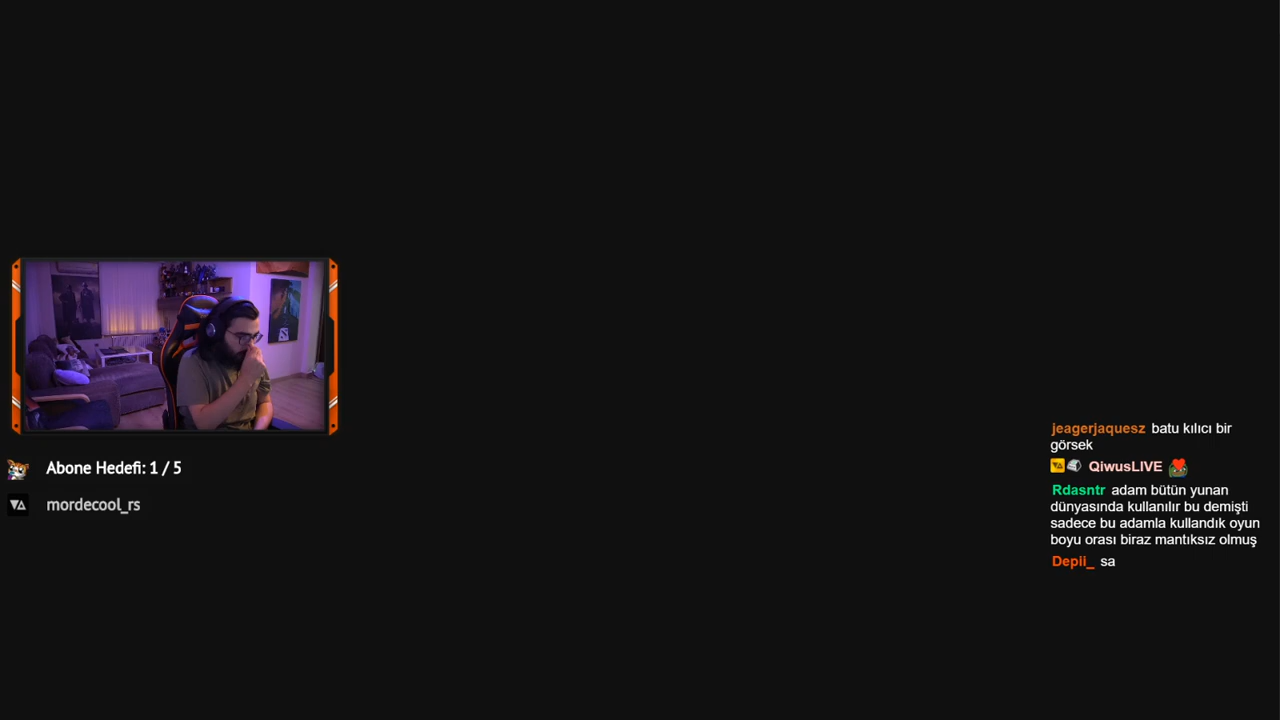 Abone Hedefi: 1 / 5
mordecool_rs
jeagerjaquesz batu kılıcı bir
görsek
QiwusLIVE
Rdasntr adam bütün yunan
dünyasında kullanılır bu demişti
sadece bu adamla kullandık oyun
boyu orası biraz mantıksız olmuş
Depii_ sa